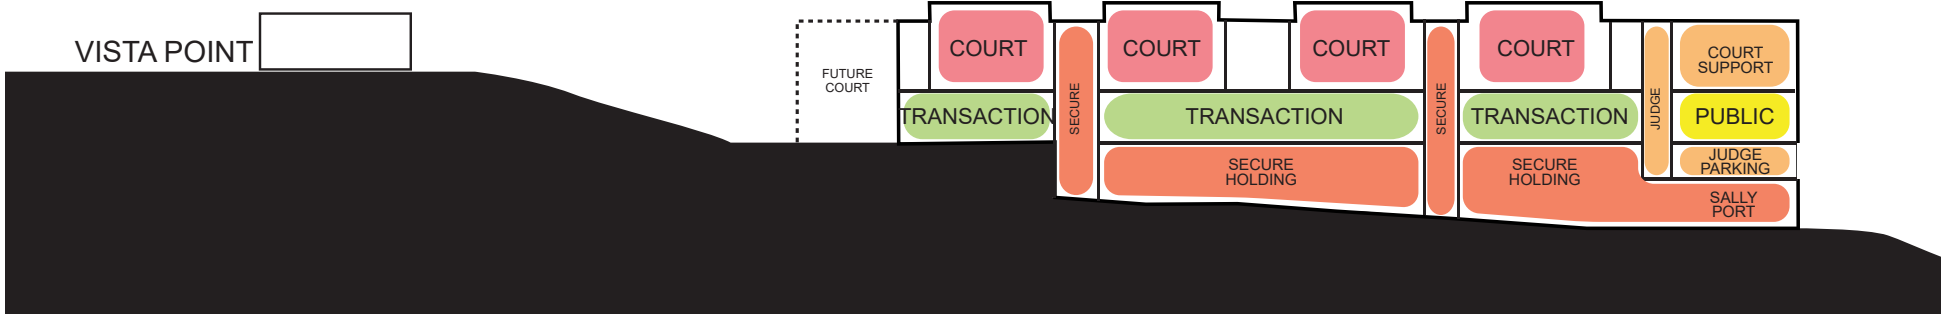 VISTA POINT
FUTURE
COURT
COURT
COURT
COURT
COURT
COURT
SUPPORT
TRANSACTION
SECURE
TRANSACTION
SECURE
TRANSACTION
JUDGE
PUBLIC
SECURE
HOLDING
SECURE
HOLDING
JUDGE
PARKING
SALLY
PORT